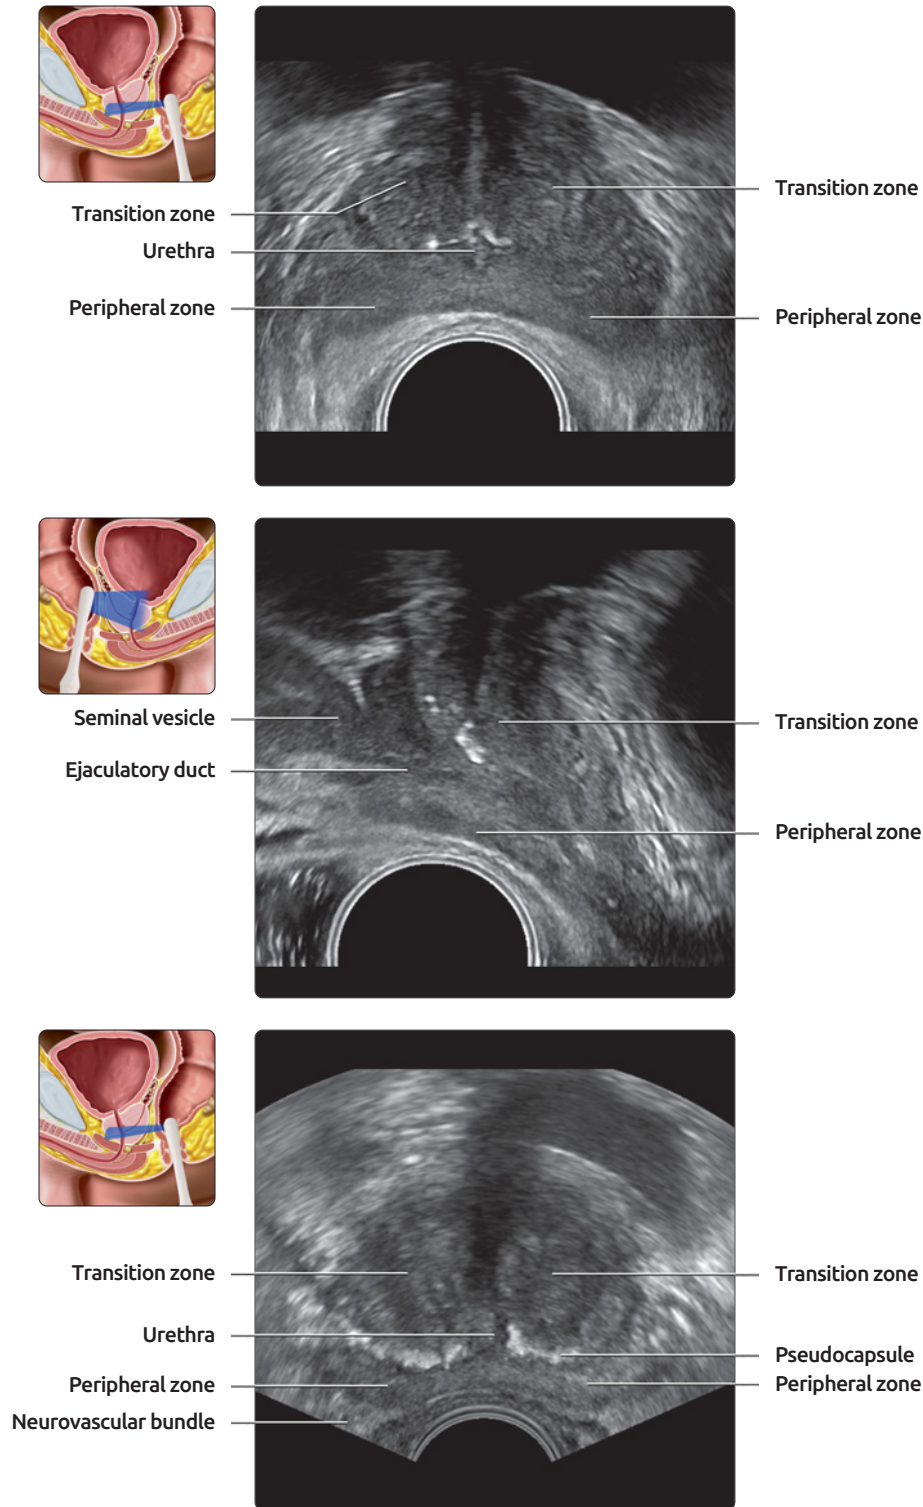 Transition zone
Transition zone
Urethra
Peripheral zone
Peripheral zone
Seminal vesicle
Transition zone
Ejaculatory duct
Peripheral zone
Transition zone
Transition zone
Urethra
Pseudocapsule
Peripheral zone
Peripheral zone
Neurovascular bundle